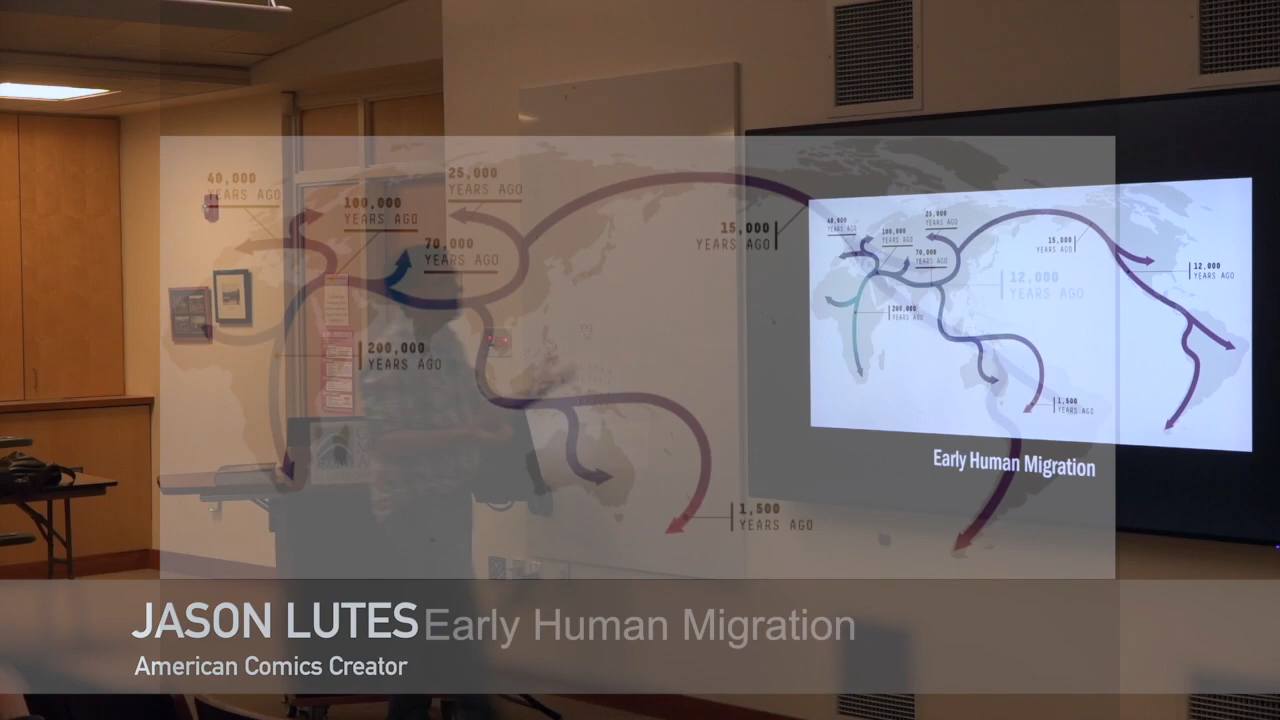 40,000
YEARS AGO
25,000
YEARS AGO
100,000
YEARS AGO
70,000
YEARS AGO
15,000
YEARS AGO
12,000
YEARS AGO
200,000
YEARS AGO
1,500
YEARS AGO
40,000
YEARS AGO
25,000
YEARS AGO
100,000
YEARS AGO
70,000
YEARS AGO
15,000
YEARS AGO
12,000
YEARS AGO
200,000
YEARS AGO
1,500
YEARS AGO
Early Human Migration
JASON LUTES
Early Human Migration
American Comics Creator